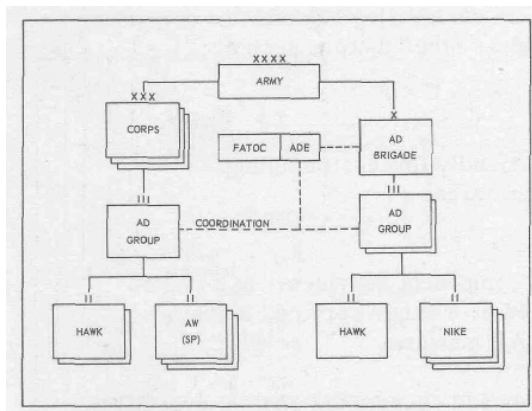 XXXX
ARMY
XXX
CORPS
X
AD
BRIGADE
FATOC ADE
III
AD
GROUP
COORDINATION
III
AD
GROUP
II
HAWK
II
AW
(SP)
II
HAWK
II
NIKE